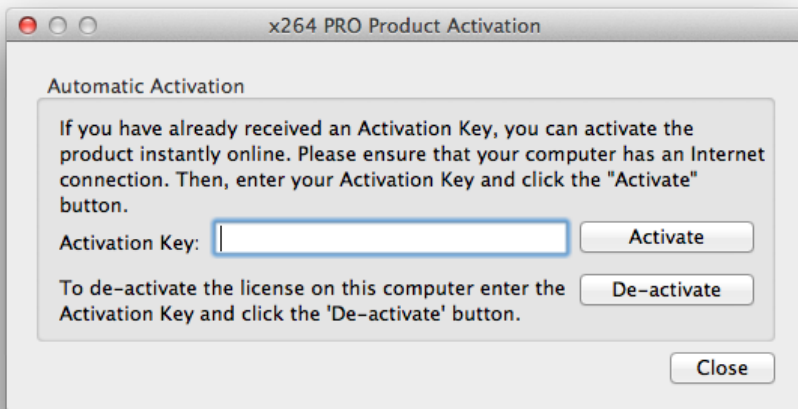 x264 PRO Product Activation
Automatic Activation
If you have already received an Activation Key, you can activate the
product instantly online. Please ensure that your computer has an Internet
connection. Then, enter your Activation Key and click the "Activate"
button.
Activation Key:
Activate
To de-activate the license on this computer enter the
Activation Key and click the 'De-activate' button.
De-activate
Close